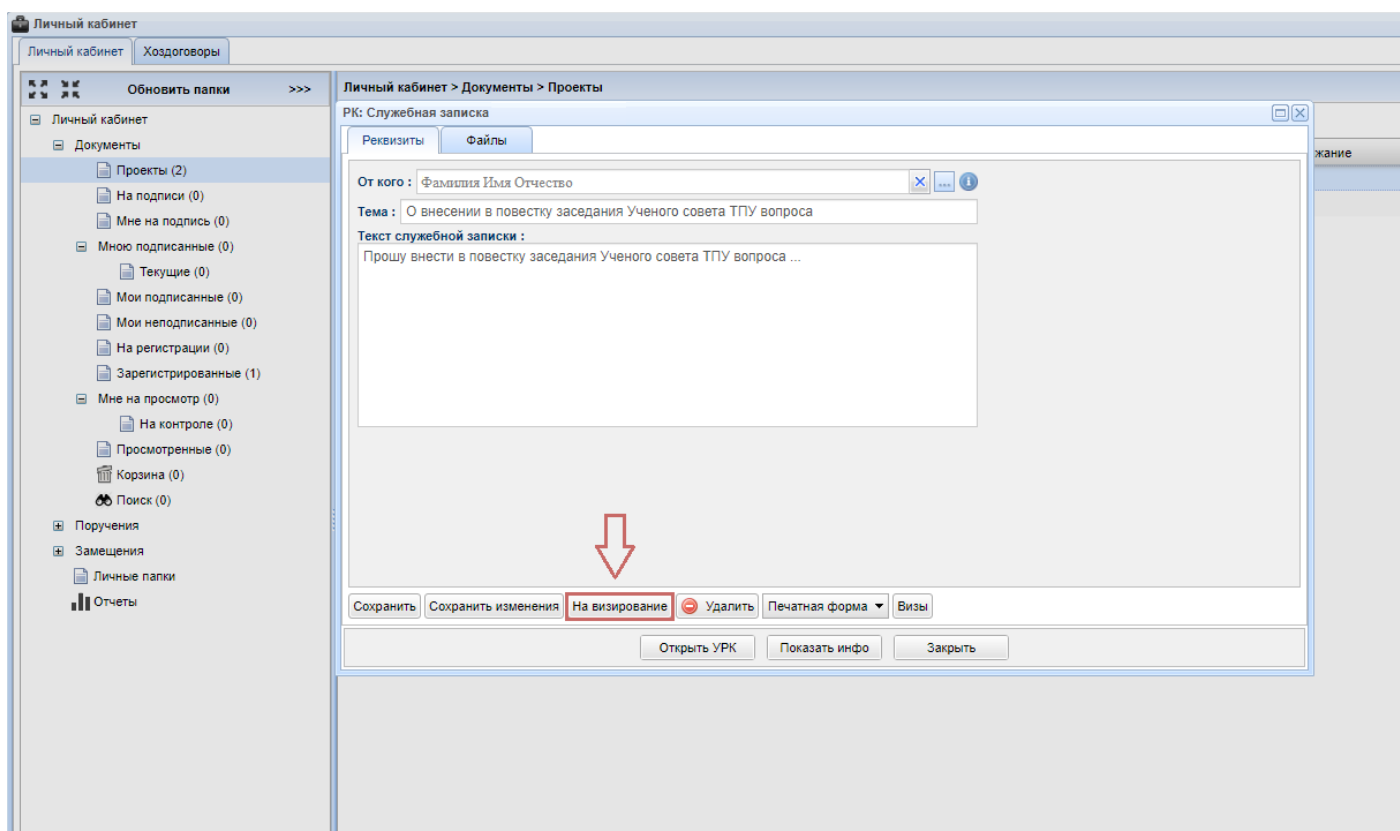 Личный кабинет
Личный кабинет Хоздоговоры
Обновить папки >>>
Личный кабинет
Документы
Проекты (2)
На подписи (0)
Мне на подпись (0)
Мною подписанные (0)
Текущие (0)
Мои подписанные (0)
Мои неподписанные (0)
На регистрации (0)
Зарегистрированные (1)
Мне на просмотр (0)
На контроле (0)
Просмотренные (0)
Корзина (0)
Поиск (0)
Поручения
Замещения
Личные папки
Отчеты
Личный кабинет > Документы > Проекты
РК: Служебная записка
Реквизиты Файлы
жание
От кого : Фамилия Имя Отчество ...
Тема : О внесении в повестку заседания Ученого совета ТПУ вопроса
Текст служебной записки :
Прошу внести в повестку заседания Ученого совета ТПУ вопроса ...
Сохранить Сохранить изменения На визирование Удалить Печатная форма Визы
Открыть УРК Показать инфо Закрыть